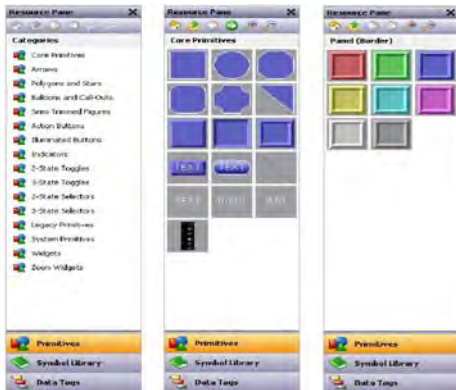 Resource Pane
Categories
Core Primitives
Arrows
Polygons and Stars
Balloons and Call-Outs
Semi-Trimmed Figures
Action Buttons
Illuminated Buttons
Indicators
2-State Toggles
3-State Toggles
2-State Selectors
3-State Selectors
Legacy Primitives
System Primitives
Widgets
Zoom Widgets
Primitives
Symbol Library
Data Tags
Resource Pane
Core Primitives
TEXT
TEXT
TEXT
Primitives
Symbol Library
Data Tags
Resource Pane
Panel (Border)
Primitives
Symbol Library
Data Tags